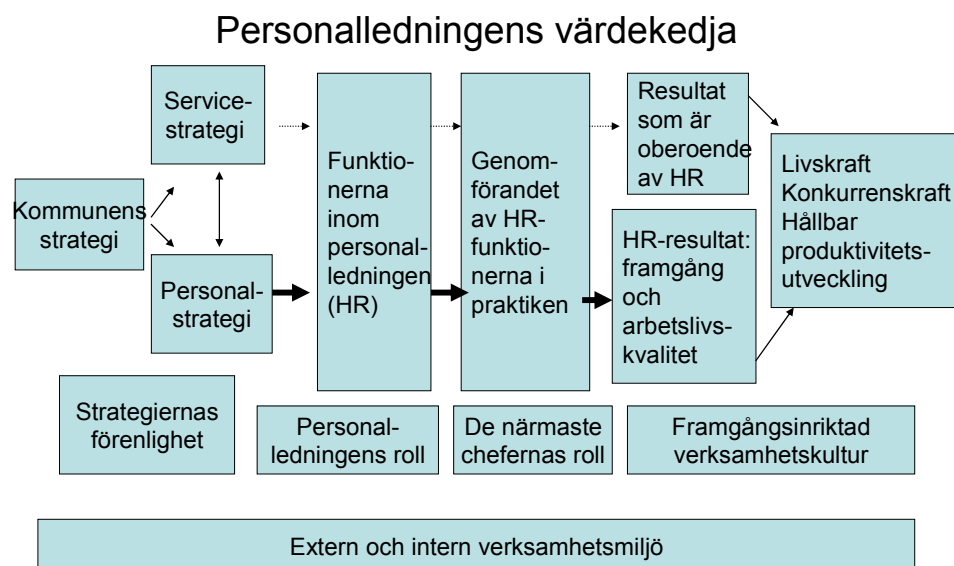 Personalledningens värdekedja
Service-
strategi
Kommunens
strategi
Personal-
strategi
Funktio-
nerna
inom
personal-
ledningen
(HR)
Genom-
förandet
av HR-
funktio-
nerna i
praktiken
Resultat
som är
oberoende
av HR
HR-resultat:
framgång
och
arbetslivs-
kvalitet
Livskraft
Konkurrenskraft
Hållbar
produktivitets-
utveckling
Strategiernas
förenlighet
Personal-
ledningens roll
De närmaste
chefernas roll
Framgångsinriktad
verksamhetskultur
Extern och intern verksamhetsmiljö